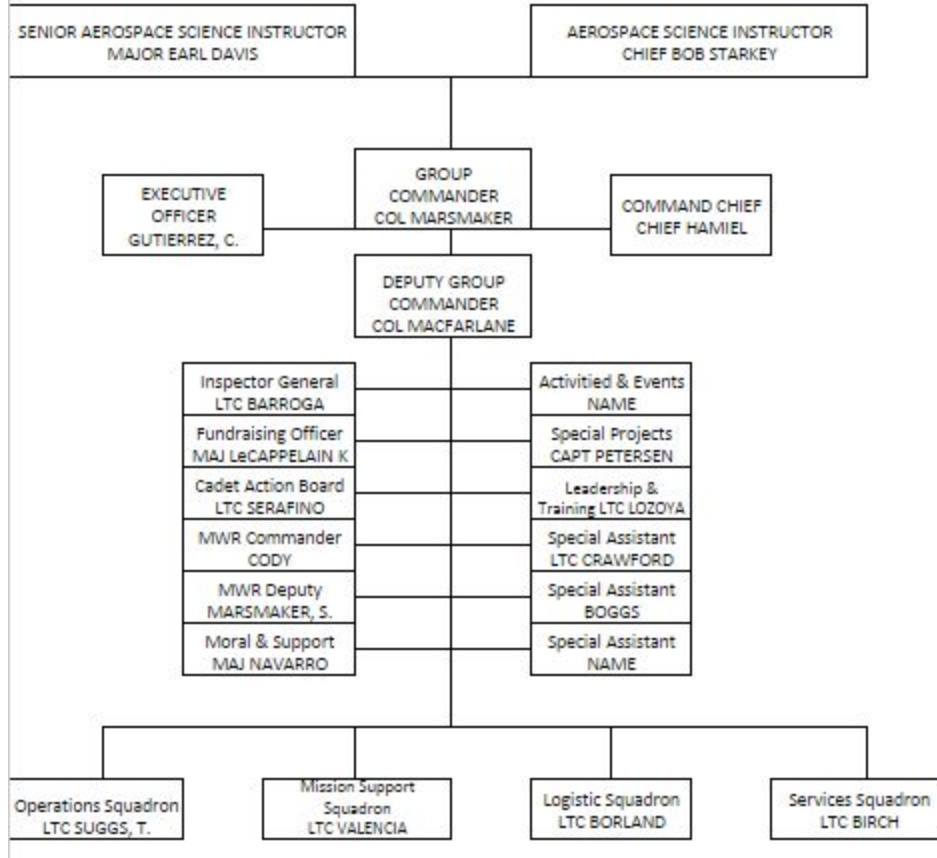 SENIOR AEROSPACE SCIENCE INSTRUCTOR
MAJOR EARL DAVIS
AEROSPACE SCIENCE INSTRUCTOR
CHIEF BOB STARKEY
GROUP
COMMANDER
COL MARSMAKER
EXECUTIVE
OFFICER
GUTIERREZ, C.
COMMAND CHIEF
CHIEF HAMIEL
DEPUTY GROUP
COMMANDER
COL MACFARLANE
Inspector General
LTC BARROGA
Activitied & Events
NAME
Fundraising Officer
MAJ LeCAPPELAIN K
Special Projects
CAPT PETERSEN
Cadet Action Board
LTC SERAFINO
Leadership &
Training LTC LOZOYA
MWR Commander
CODY
Special Assistant
LTC CRAWFORD
MWR Deputy
MARSMAKER, S.
Special Assistant
BOGGS
Moral & Support
MAJ NAVARRO
Special Assistant
NAME
Operations Squadron
LTC SUGGS, T.
Mission Support
Squadron
LTC VALENCIA
Logistic Squadron
LTC BORLAND
Services Squadron
LTC BIRCH